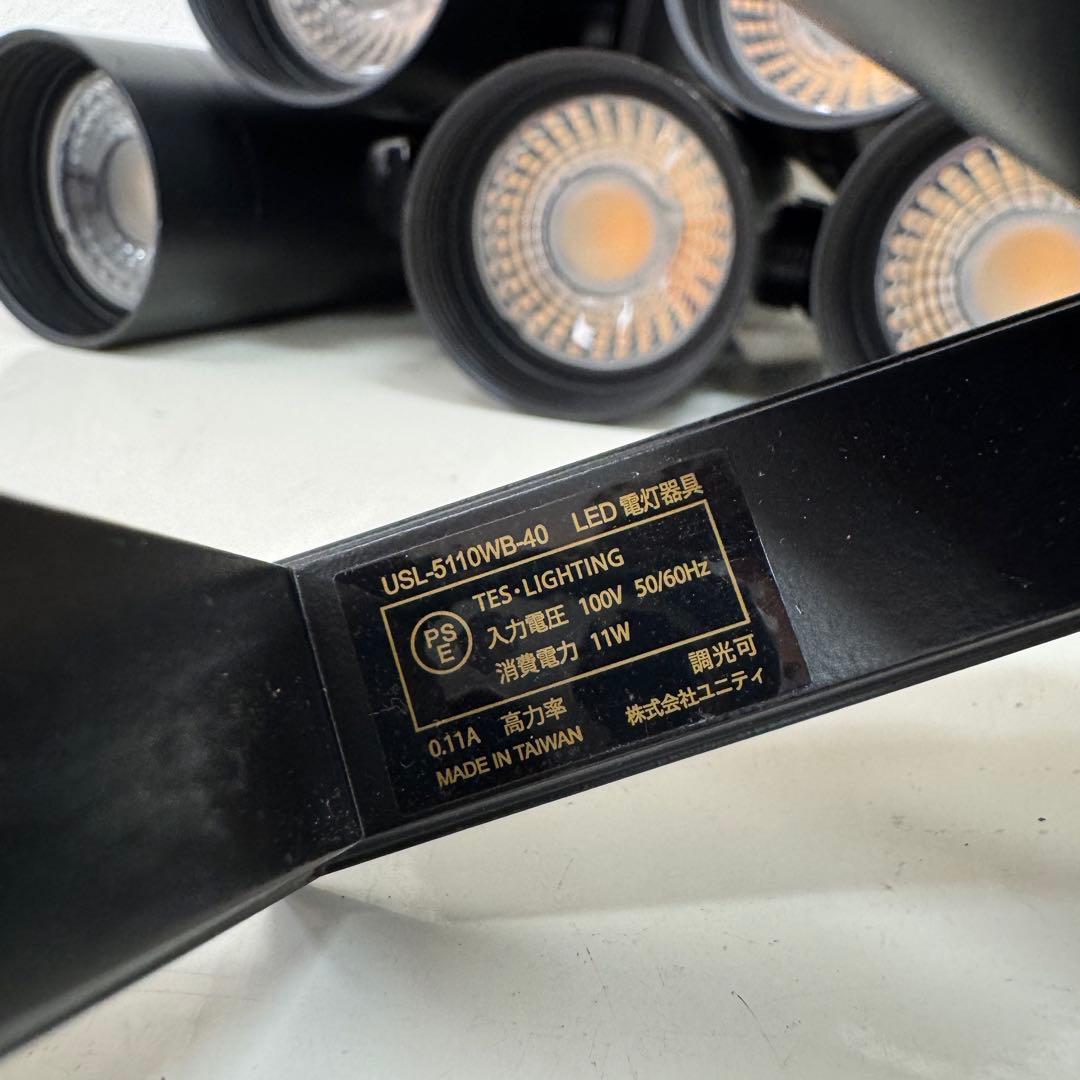 USL-5110WB-40 LED 電灯器具
PS
E
TES・LIGHTING
入力電圧 100V 50/60Hz
消費電力 11W
0.11A 高力率 調光可
MADE IN TAIWAN 株式会社ユニティ